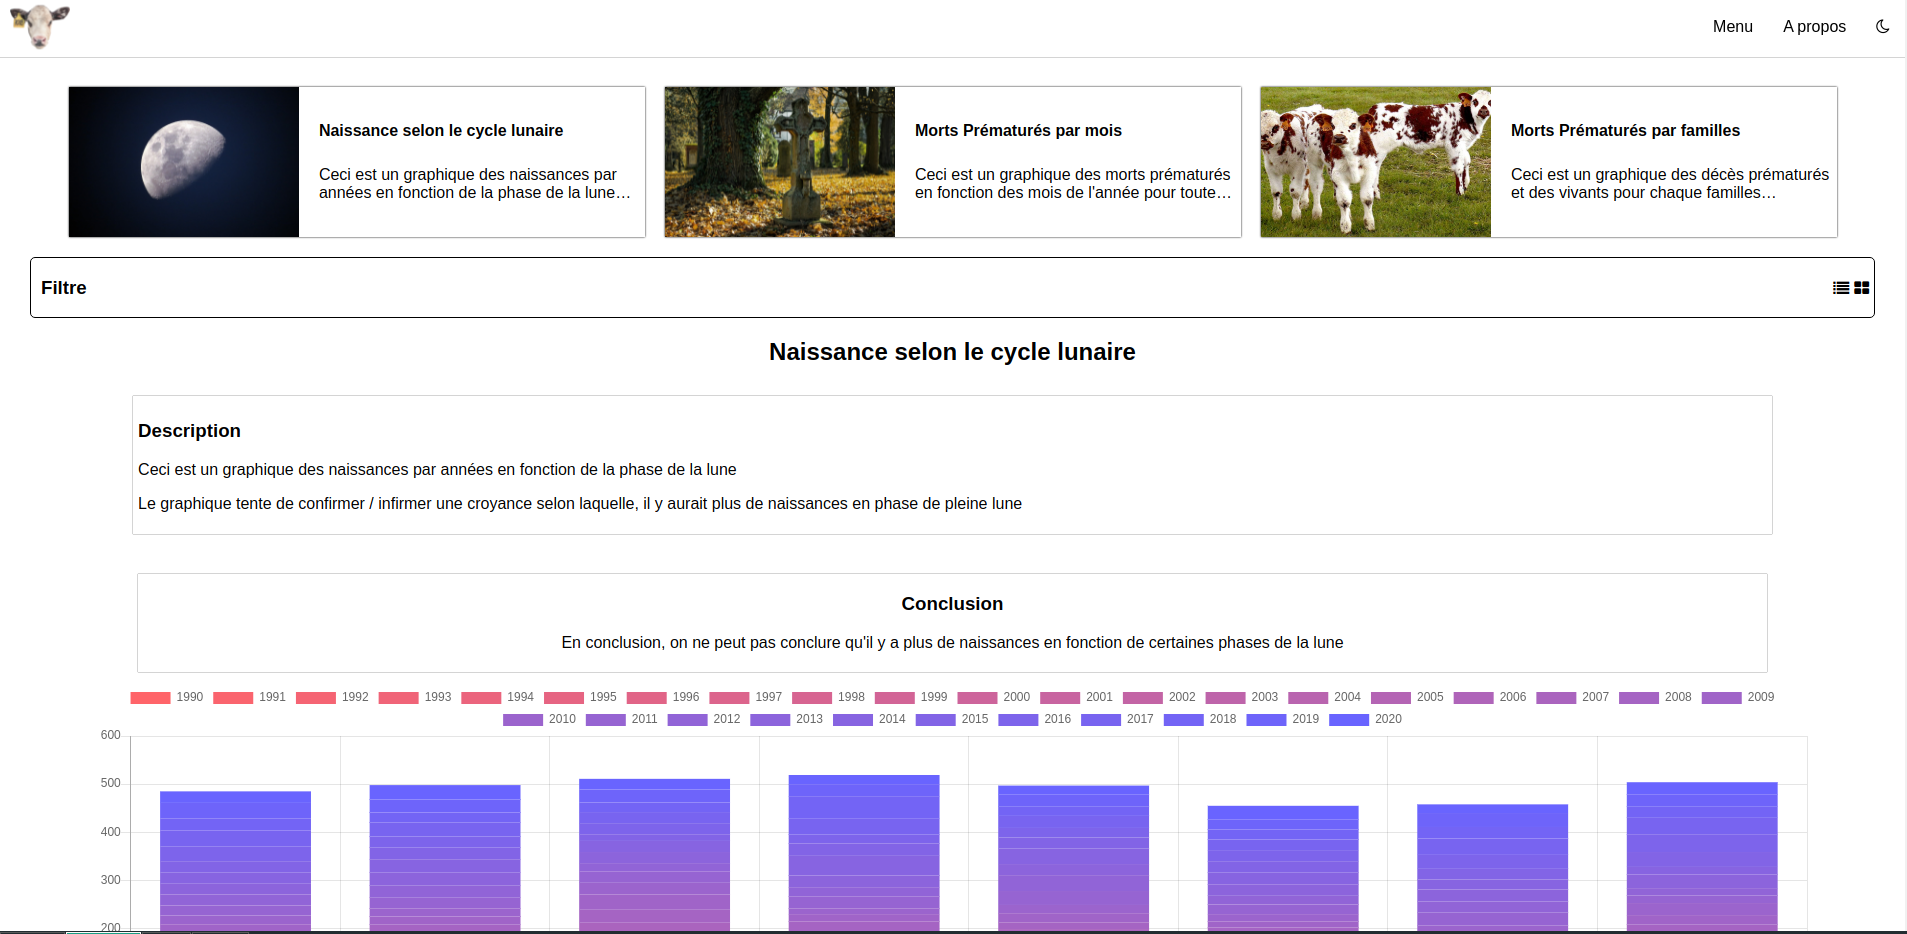 Menu A propos
Naissance selon le cycle lunaire
Ceci est un graphique des naissances par
années en fonction de la phase de la lune…
Morts Prématurés par mois
Ceci est un graphique des morts prématurés
en fonction des mois de l'année pour toute…
Morts Prématurés par familles
Ceci est un graphique des décès prématurés
et des vivants pour chaque familles…
Filtre
Naissance selon le cycle lunaire
Description
Ceci est un graphique des naissances par années en fonction de la phase de la lune
Le graphique tente de confirmer / infirmer une croyance selon laquelle, il y aurait plus de naissances en phase de pleine lune
Conclusion
En conclusion, on ne peut pas conclure qu'il y a plus de naissances en fonction de certaines phases de la lune
1990 1991 1992 1993 1994 1995 1996 1997 1998 1999 2000 2001 2002 2003 2004 2005 2006 2007 2008 2009
2010 2011 2012 2013 2014 2015 2016 2017 2018 2019 2020
600
500
400
300
200